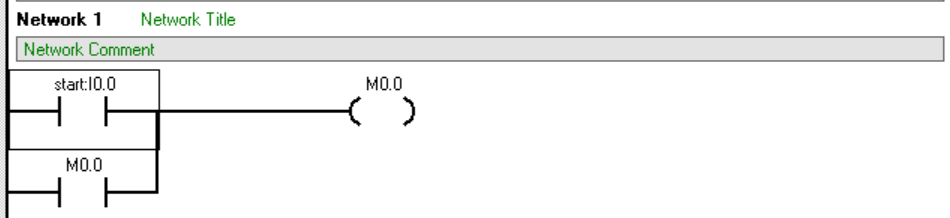 Network 1 Network Title
Network Comment
start:I0.0 M0.0
M0.0